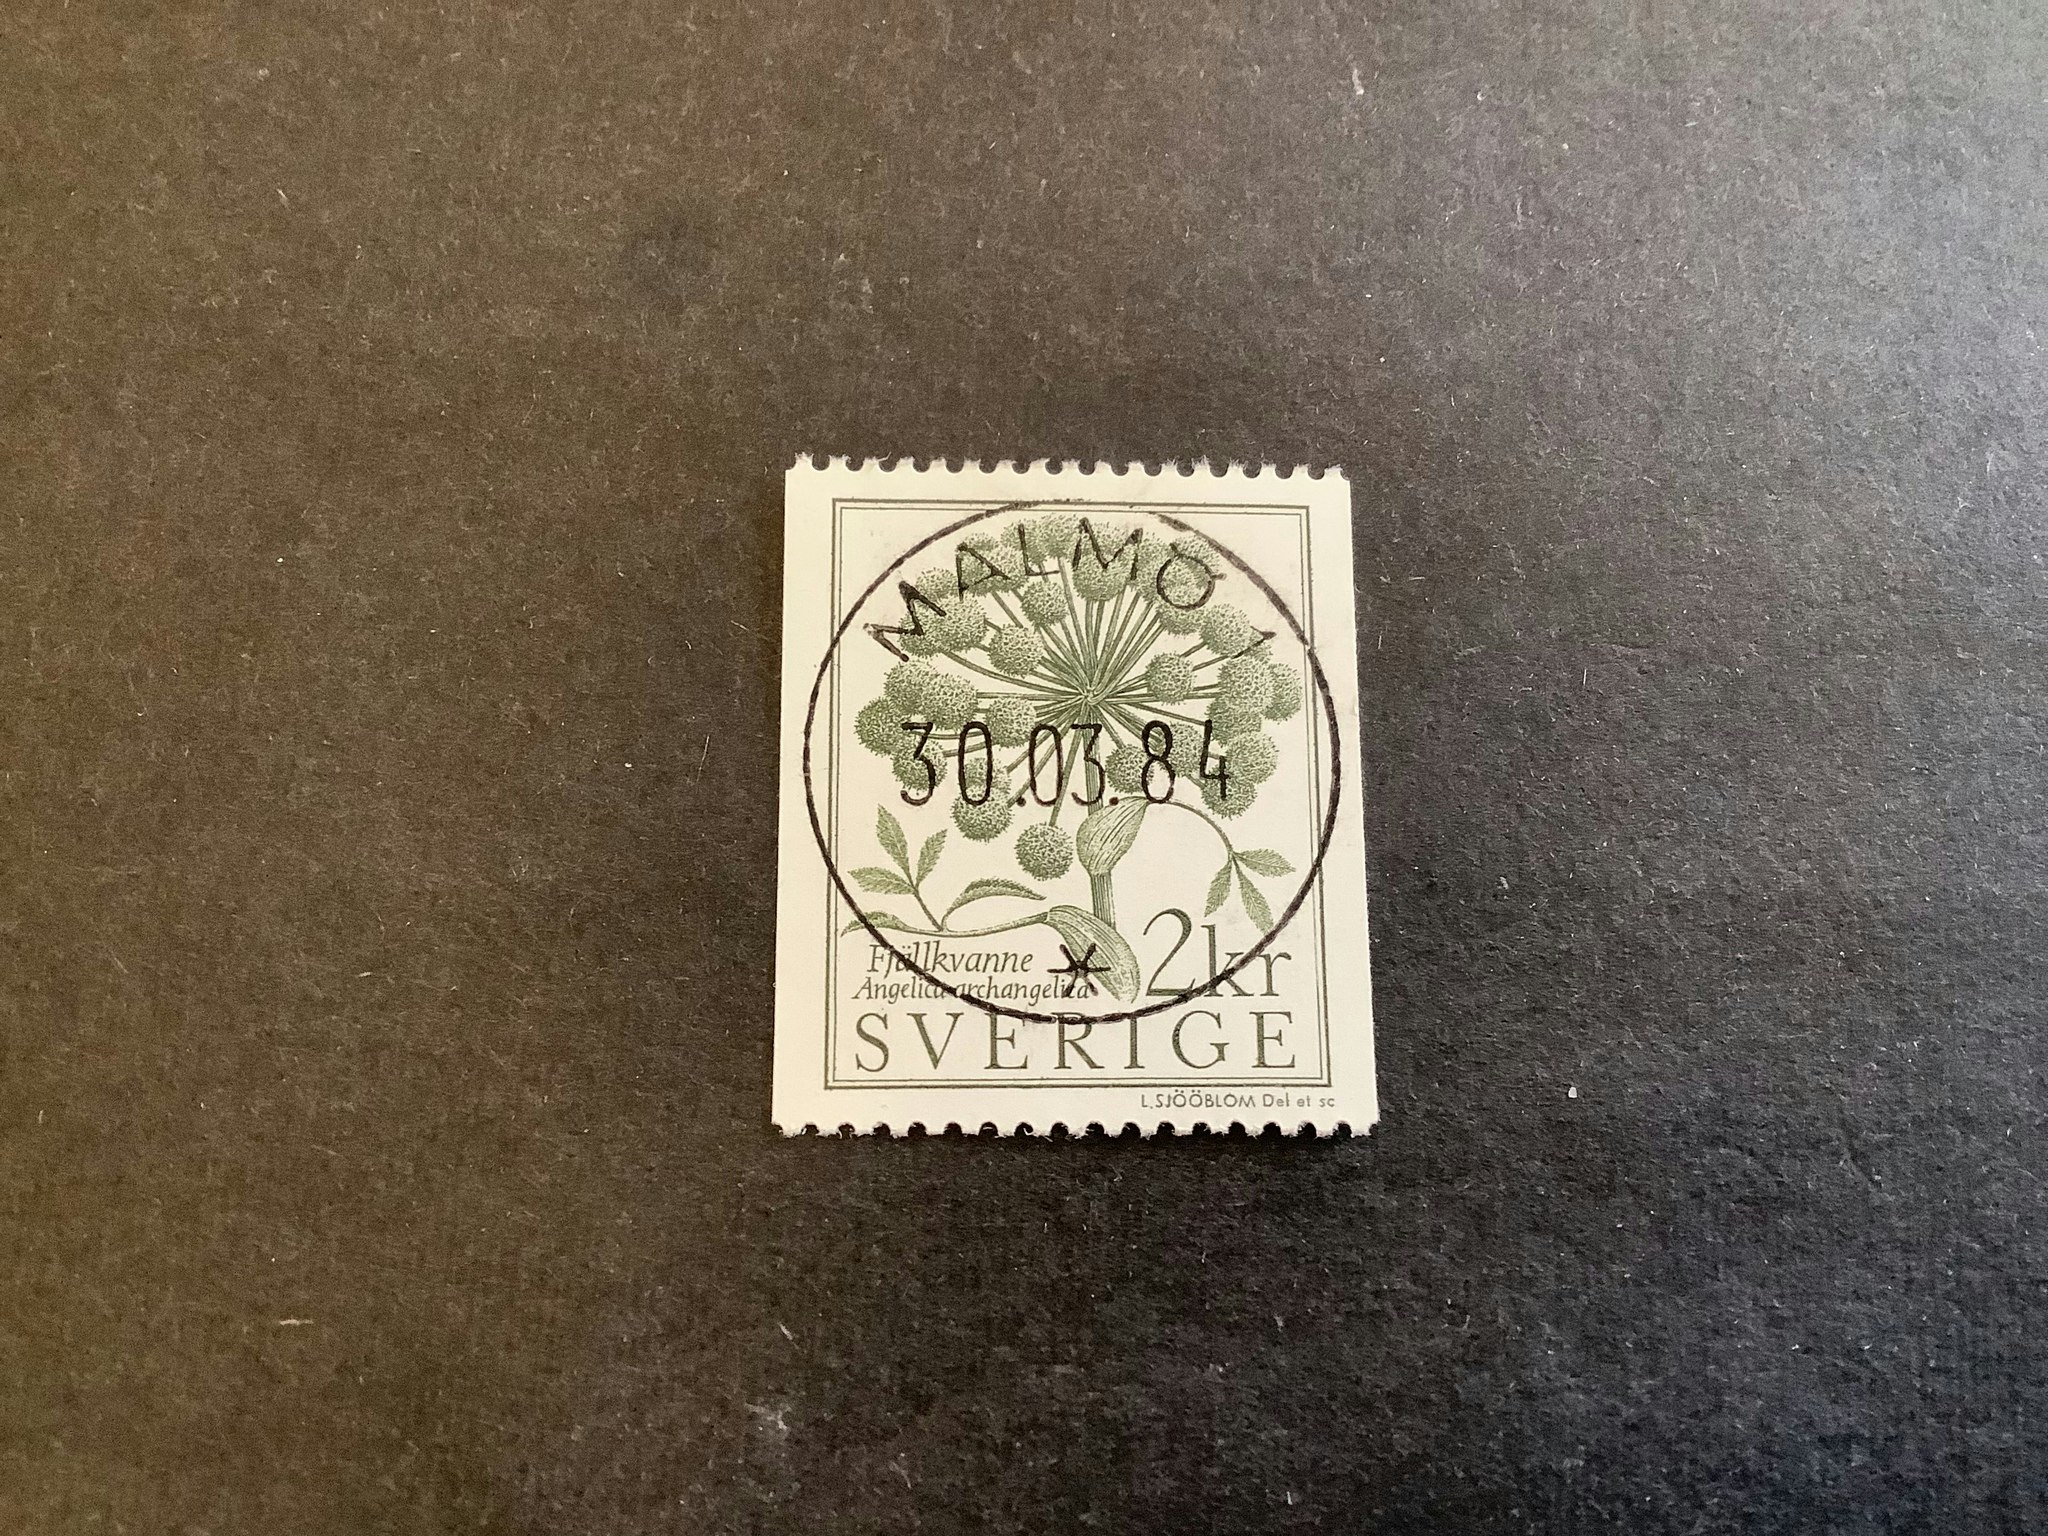 MALMÖ 1
30.03.84
Fjällkvanne
Angelica archangelica
2kr
SVERIGE
L.SJÖÖBLOM Del et sc.